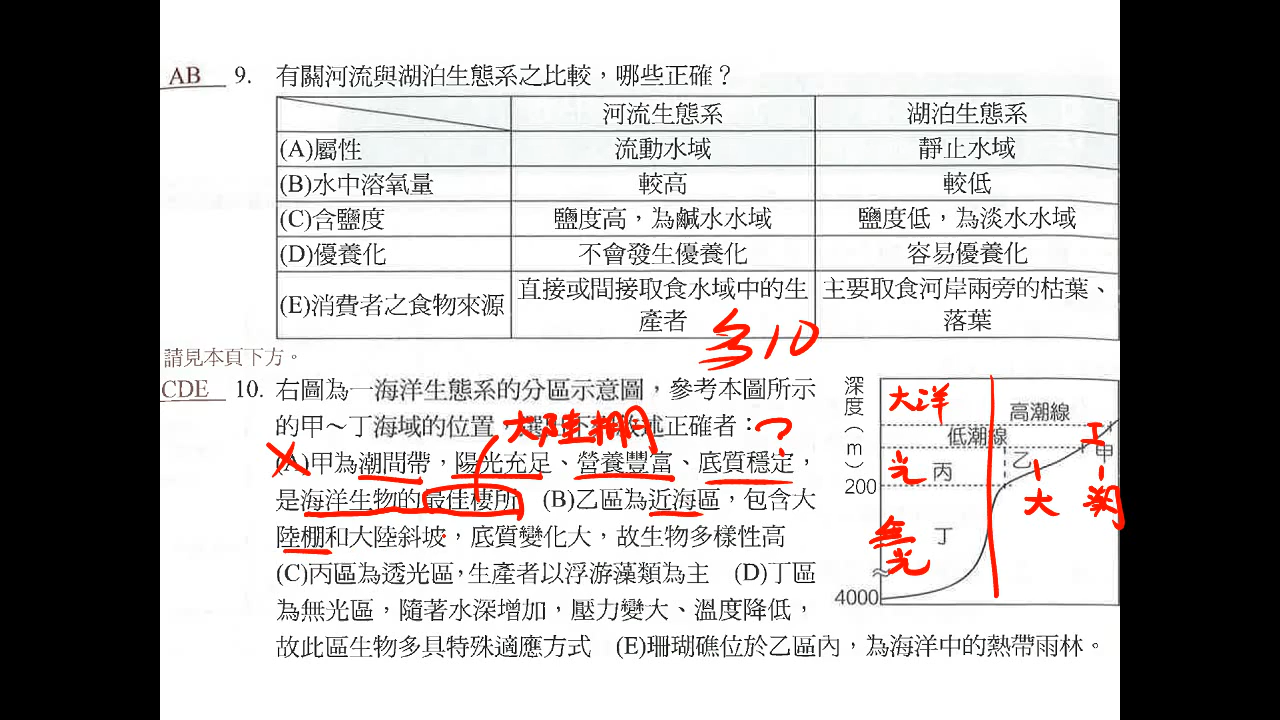 AB 9. 有關河流與湖泊生態系之比較，哪些正確？
河流生態系 湖泊生態系
(A)屬性 流動水域 靜止水域
(B)水中溶氧量 較高 較低
(C)含鹽度 鹽度高，為鹹水水域 鹽度低，為淡水水域
(D)優養化 不會發生優養化 容易優養化
(E)消費者之食物來源 直接或間接取食水域中的生產者 主要取食河岸兩旁的枯葉、落葉
多10
請見本頁下方。
CDE 10. 右圖為一海洋生態系的分區示意圖，參考本圖所示
的甲～丁海域的位置，選出下列敘述正確者：
大陸棚 ?
(A)甲為潮間帶，陽光充足、營養豐富、底質穩定，
是海洋生物的最佳棲所 (B)乙區為近海區，包含大
陸棚和大陸斜坡，底質變化大，故生物多樣性高
(C)丙區為透光區，生產者以浮游藻類為主 (D)丁區
為無光區，隨著水深增加，壓力變大、溫度降低，
故此區生物多具特殊適應方式 (E)珊瑚礁位於乙區內，為海洋中的熱帶雨林。
深度(m)
大洋
高潮線
低潮線
甲
乙
丙
光
大
200
丁
無光
4000